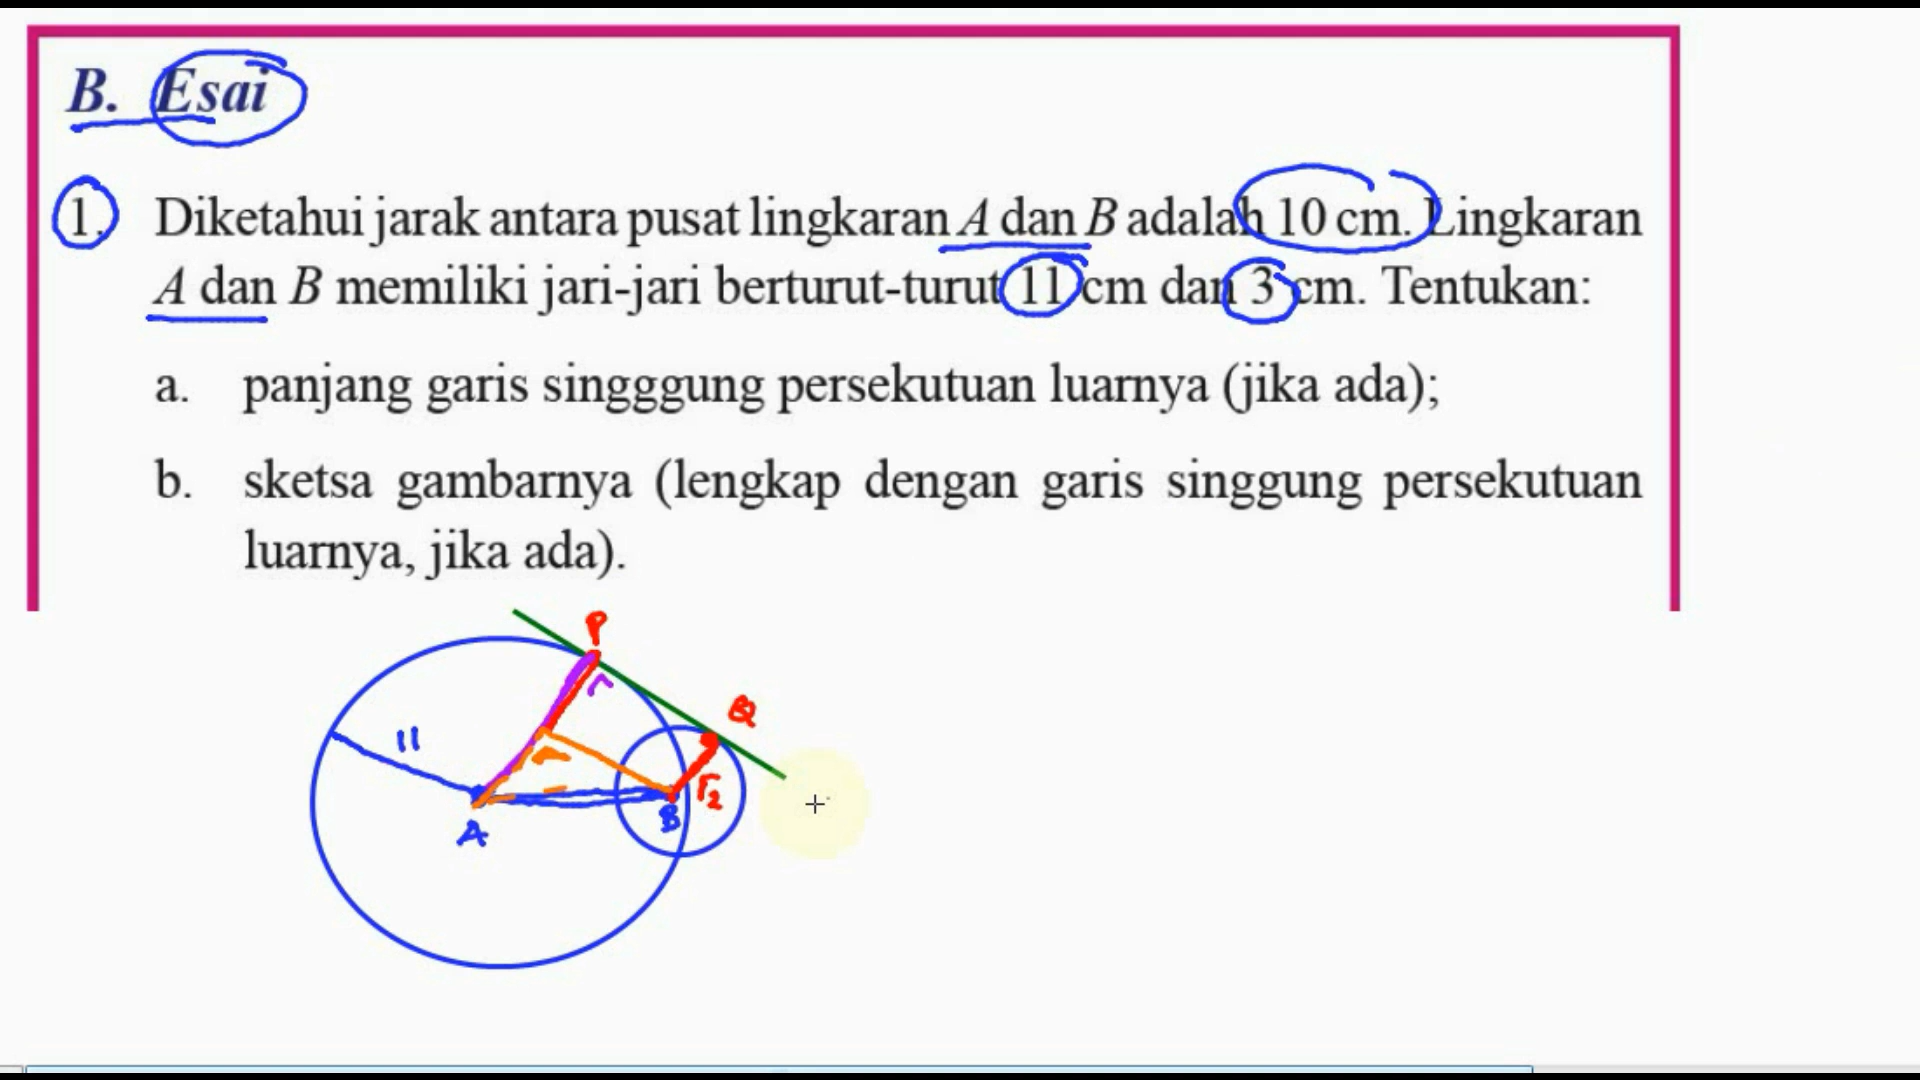 B. Esai
1. Diketahui jarak antara pusat lingkaran A dan B adalah 10 cm. Lingkaran
A dan B memiliki jari-jari berturut-turut 11 cm dan 3 cm. Tentukan:
a. panjang garis singggung persekutuan luarnya (jika ada);
b. sketsa gambarnya (lengkap dengan garis singgung persekutuan
luarnya, jika ada).
P
Q
11
r2
A
B